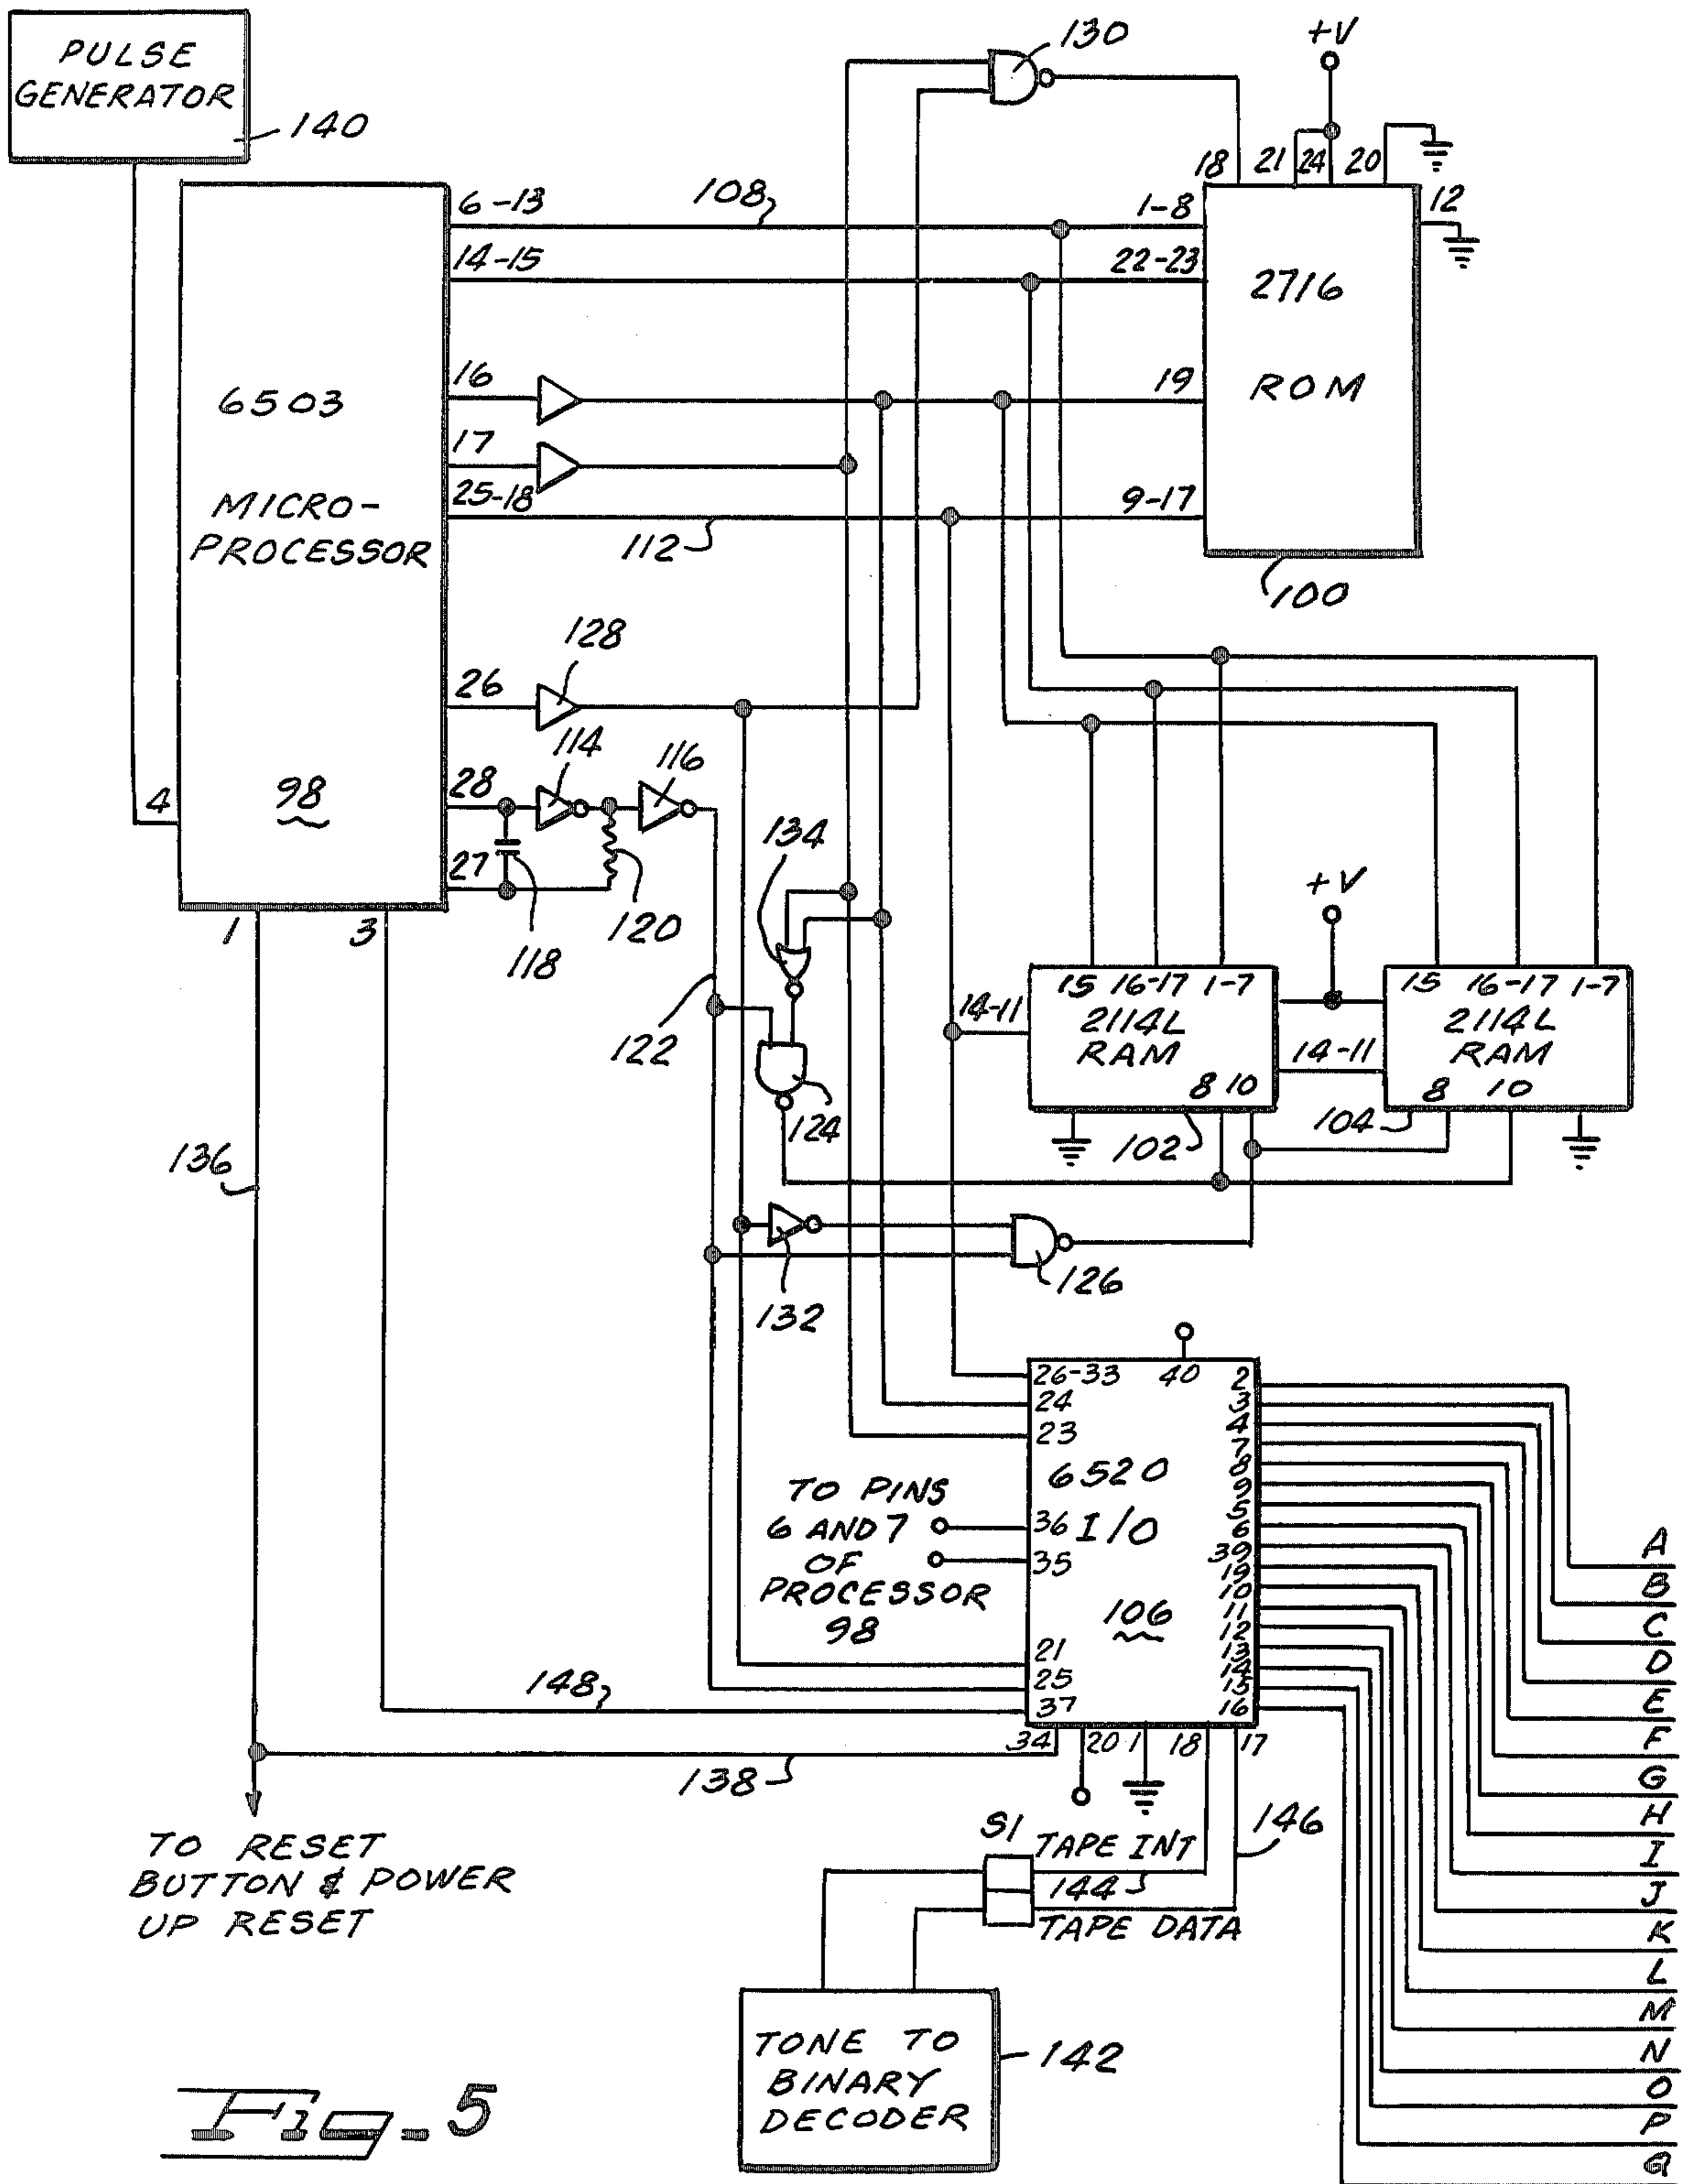 PULSE
GENERATOR
140
130
+V
18
21
24
20
12
6-13
108
1-8
14-15
22-23
2716
16
19
ROM
6503
17
25-18
9-17
MICRO-
PROCESSOR
112
100
128
26
114
116
28
4
98
134
27
+V
120
1
3
118
15 16-17 1-7
15 16-17 1-7
14-11
2114L
RAM
2114L
RAM
14-11
122
8 10
8 10
124
102
104
136
126
132
26-33
40
2
24
3
23
4
7
6520
8
TO PINS
9
6 AND 7
36
I/O
5
OF
35
6
PROCESSOR
39
98
106
19
10
11
12
13
21
14
25
15
148
37
16
34
20
1
18
17
138
A
B
C
D
E
F
G
H
I
J
K
L
M
N
O
P
Q
S1
TAPE INT
146
TO RESET
BUTTON & POWER
UP RESET
144
TAPE DATA
TONE TO
BINARY
DECODER
142
Fig-5